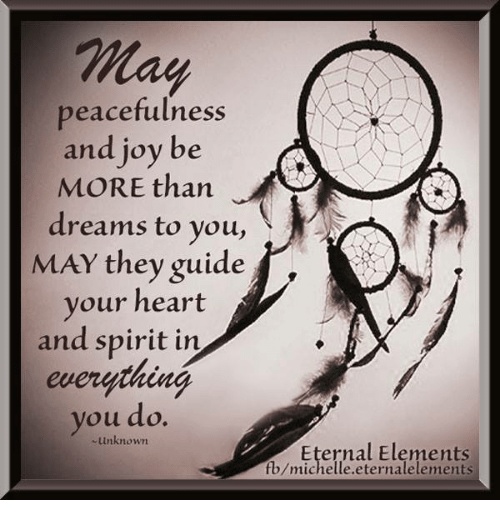 May
peacefulness
and joy be
MORE than
dreams to you,
MAY they guide
your heart
and spirit in
everything
you do.
~Unknown
Eternal Elements
fb/michelle.eternalelements